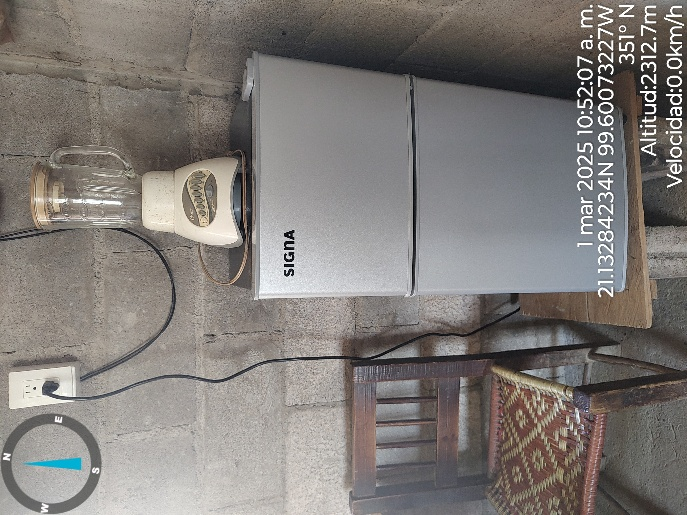 1 mar 2025 10:52:07 a. m.
21.13284234N 99.60073227W
351° N
Altitud:2312.7m
Velocidad:0.0km/h
SIGNA
N
E
S
W